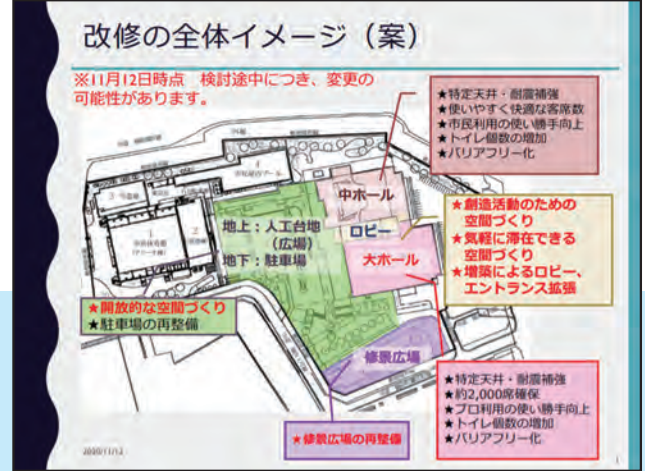 改修の全体イメージ（案）
※11月12日時点　検討途中につき、変更の
可能性があります。
★特定天井・耐震補強
★使いやすく快適な客席数
★市民利用の使い勝手向上
★トイレ個数の増加
★バリアフリー化
中ホール
ロビー
大ホール
地上：人工台地
（広場）
地下：駐車場
★創造活動のための
空間づくり
★気軽に滞在できる
空間づくり
★増築によるロビー、
エントランス拡張
★開放的な空間づくり
★駐車場の再整備
修景広場
★修景広場の再整備
★特定天井・耐震補強
★約2,000席確保
★プロ利用の使い勝手向上
★トイレ個数の増加
★バリアフリー化
2020/11/12
1